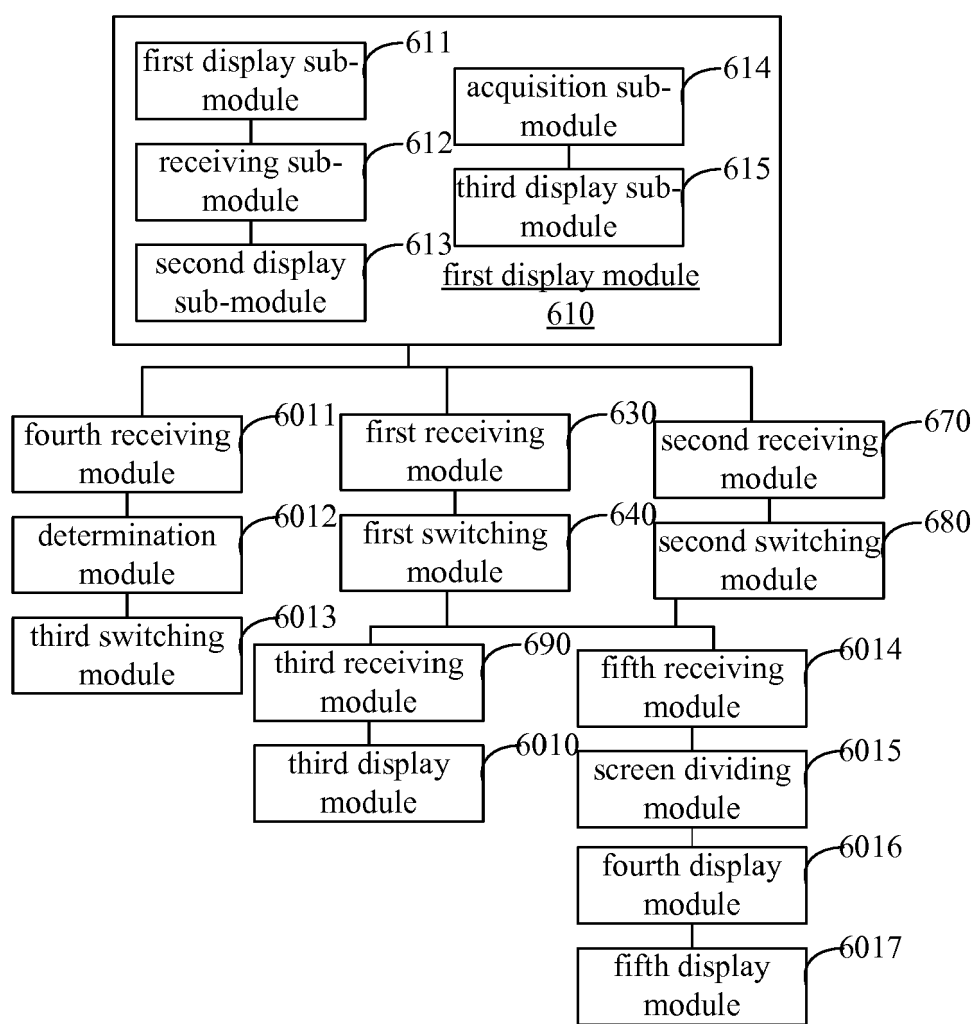 first display sub-
module
611
receiving sub-
module
612
second display
sub-module
613
acquisition sub-
module
614
third display sub-
module
615
first display module
610
fourth receiving
module
6011
determination
module
6012
third switching
module
6013
first receiving
module
630
first switching
module
640
second receiving
module
670
second switching
module
680
third receiving
module
690
third display
module
6010
fifth receiving
module
6014
screen dividing
module
6015
fourth display
module
6016
fifth display
module
6017